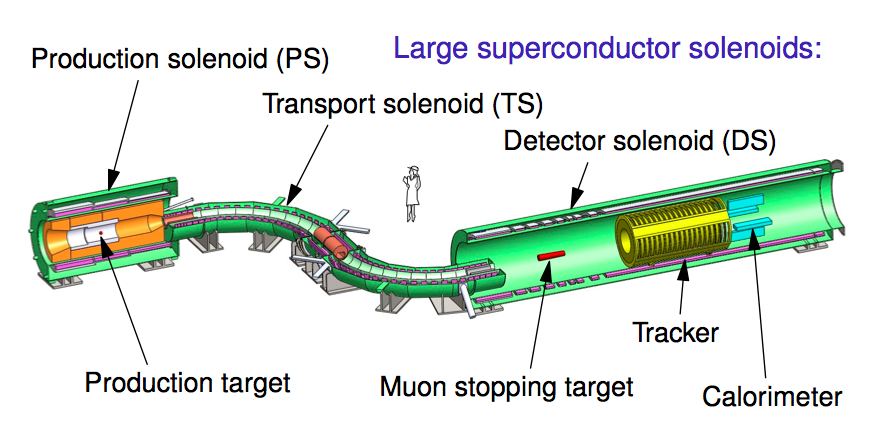 Large superconductor solenoids:
Production solenoid (PS)
Transport solenoid (TS)
Detector solenoid (DS)
Tracker
Production target
Muon stopping target
Calorimeter